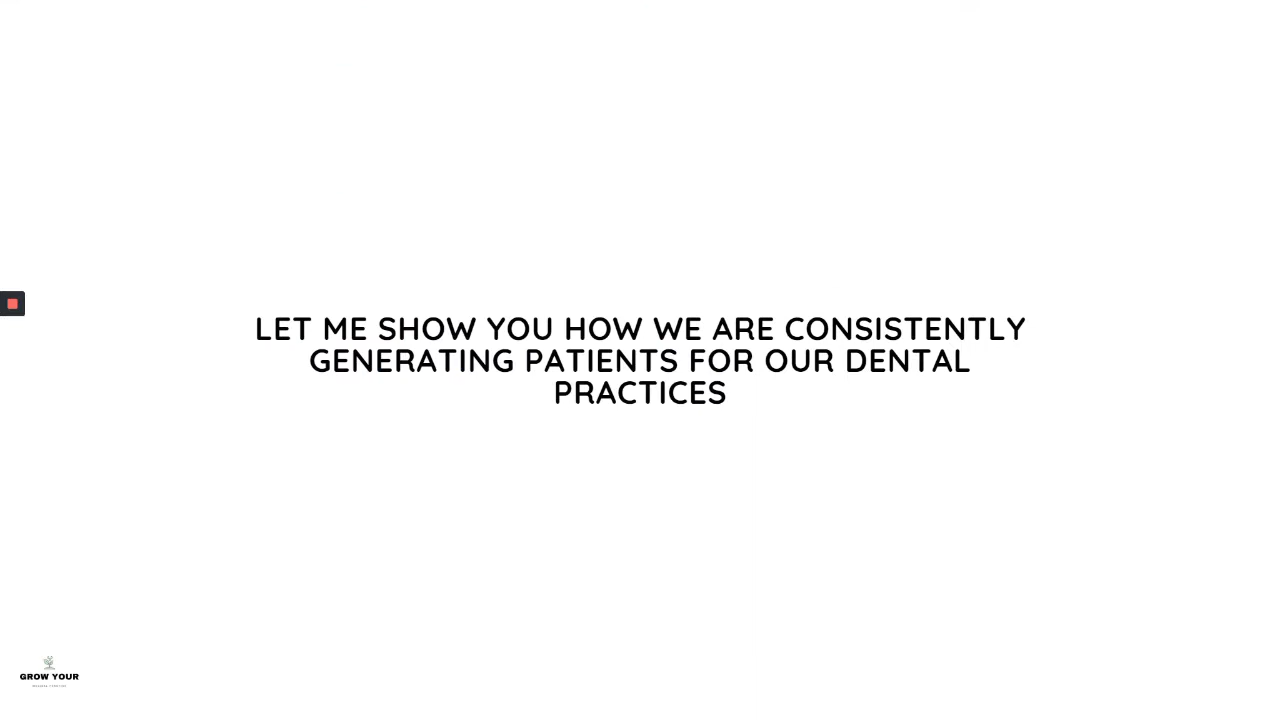 LET ME SHOW YOU HOW WE ARE CONSISTENTLY
GENERATING PATIENTS FOR OUR DENTAL
PRACTICES
GROW YOUR